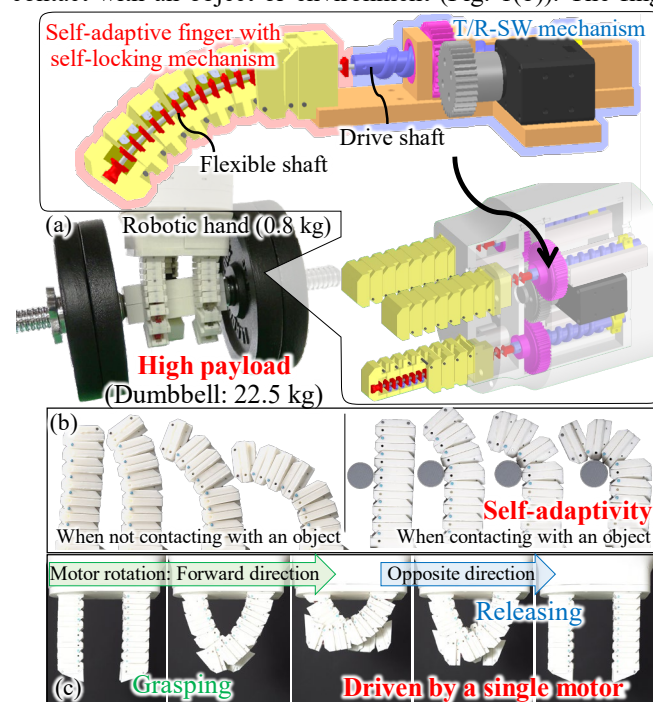 Self-adaptive finger with
self-locking mechanism
T/R-SW mechanism
Drive shaft
Flexible shaft
(a)
Robotic hand (0.8 kg)
High payload
(Dumbbell: 22.5 kg)
(b)
Self-adaptivity
When not contacting with an object
When contacting with an object
Motor rotation: Forward direction
Opposite direction
Releasing
(c)
Grasping
Driven by a single motor